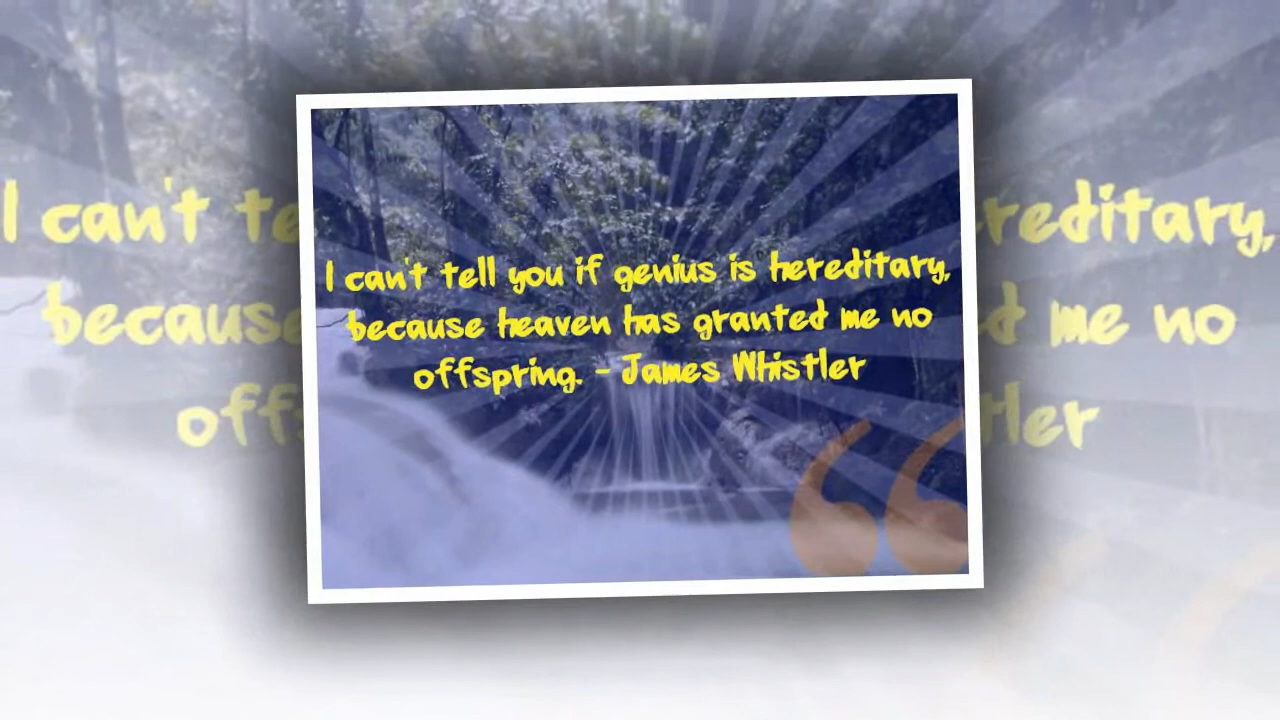 I can't tell you if genius is hereditary,
because heaven has granted me no
offspring. - James Whistler